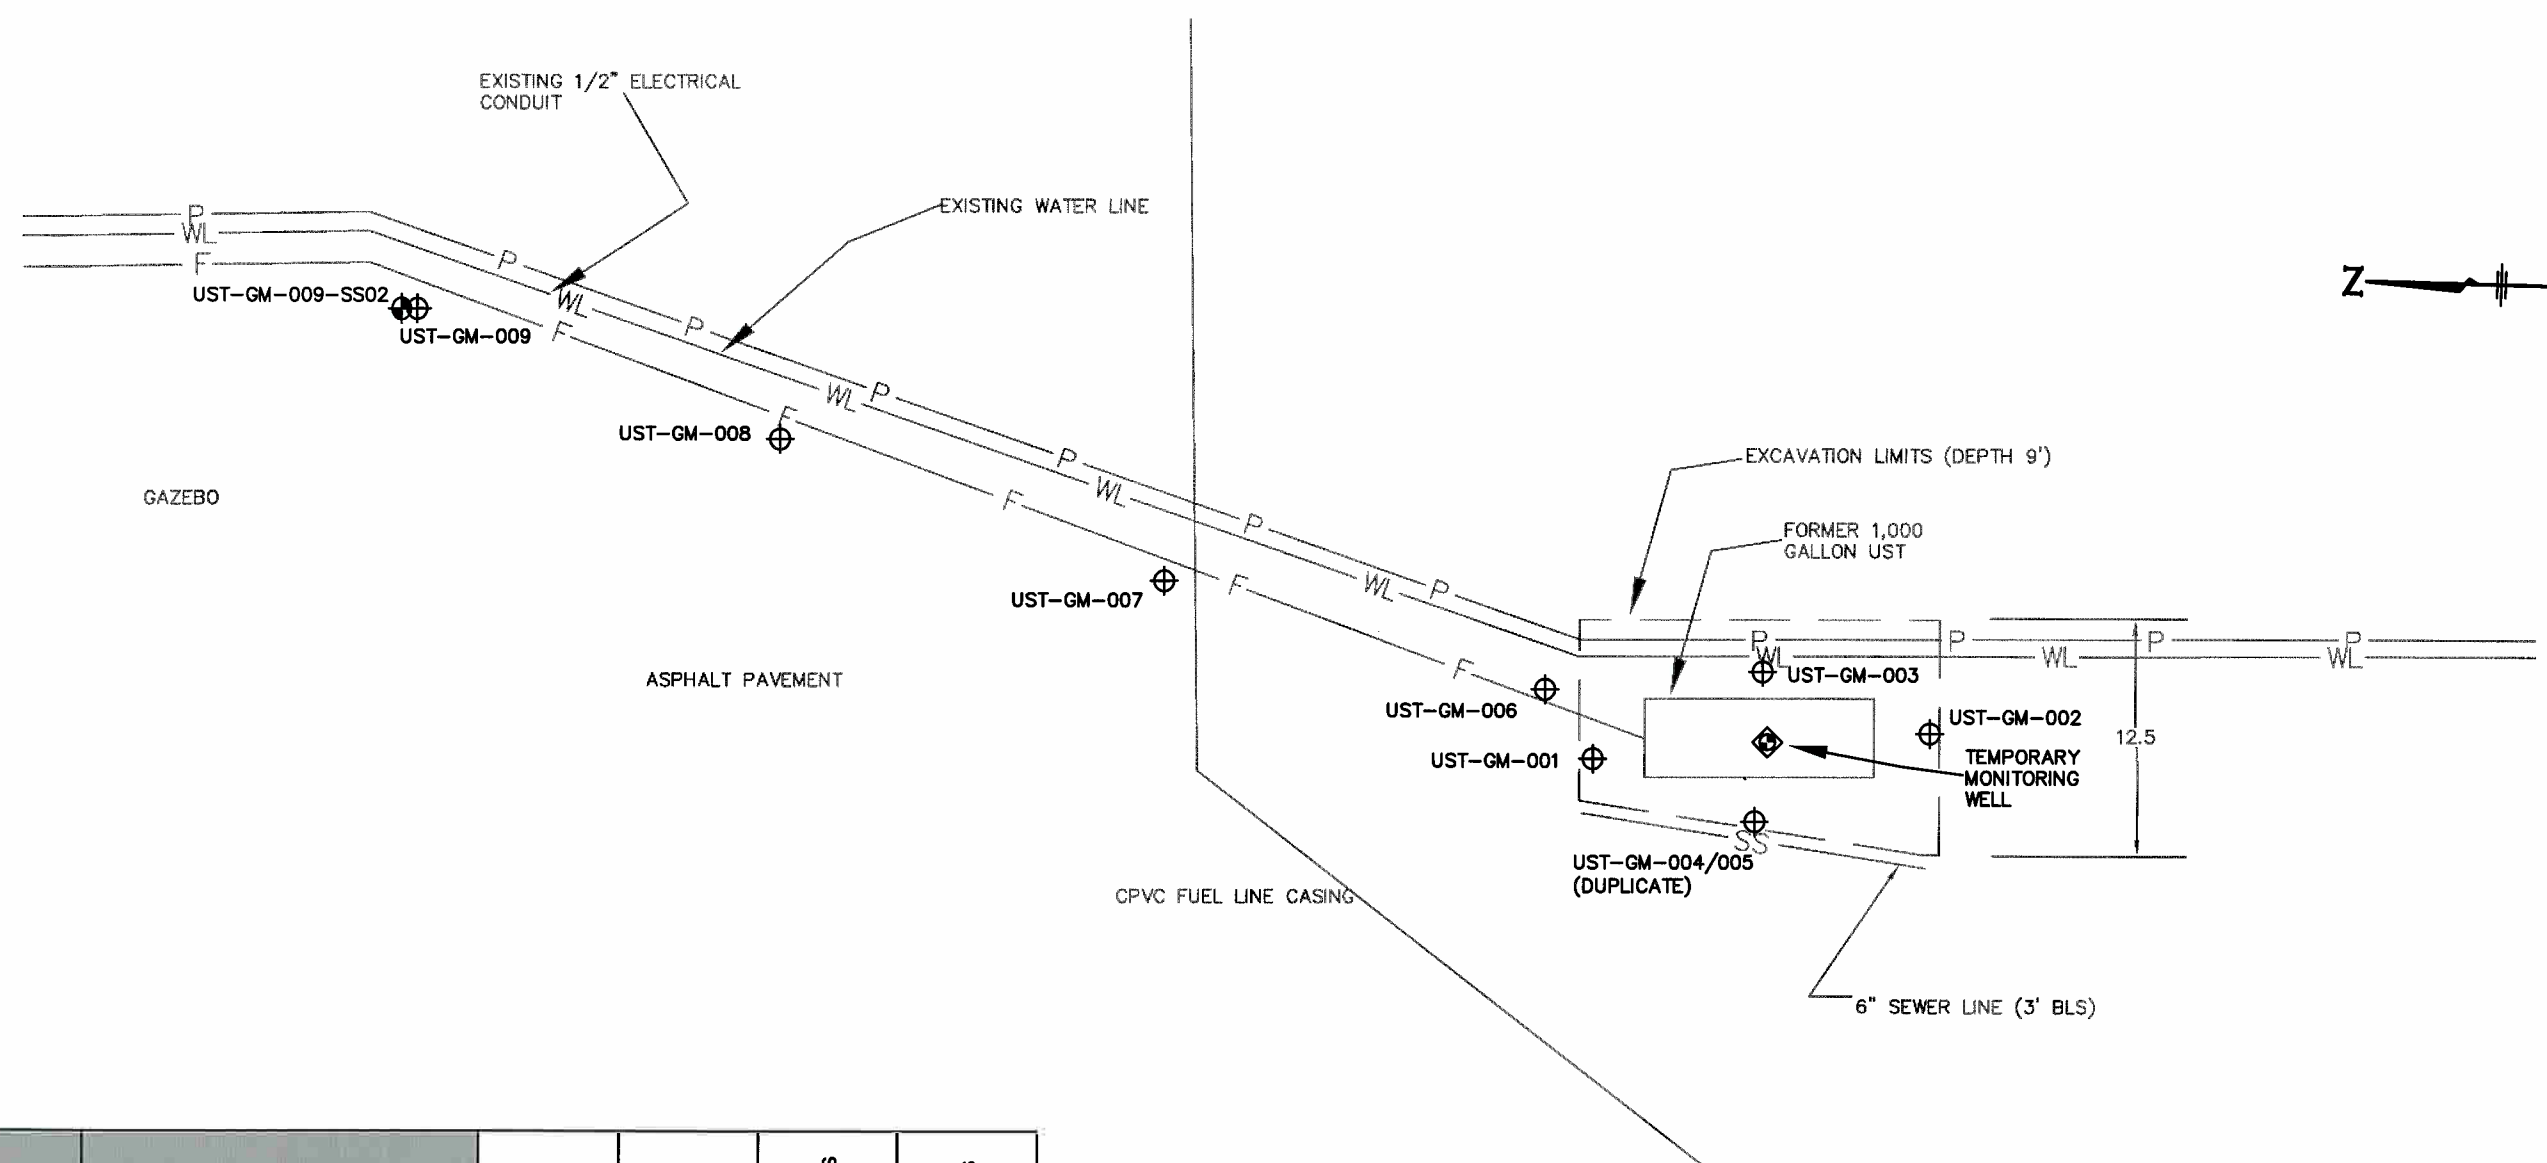 EXISTING 1/2" ELECTRICAL
CONDUIT
EXISTING WATER LINE
P
WL
F
P
WL
F
P
UST-GM-009-SS02
UST-GM-009
P
WL
F
UST-GM-008
P
WL
F
GAZEBO
P
WL
F
P
F
UST-GM-007
ASPHALT PAVEMENT
EXCAVATION LIMITS (DEPTH 9')
FORMER 1,000
GALLON UST
P
WL
P
P
P
WL
WL
UST-GM-003
UST-GM-006
UST-GM-002
UST-GM-001
12.5
TEMPORARY
MONITORING
WELL
SS
UST-GM-004/005
(DUPLICATE)
CPVC FUEL LINE CASING
6" SEWER LINE (3' BLS)
Z